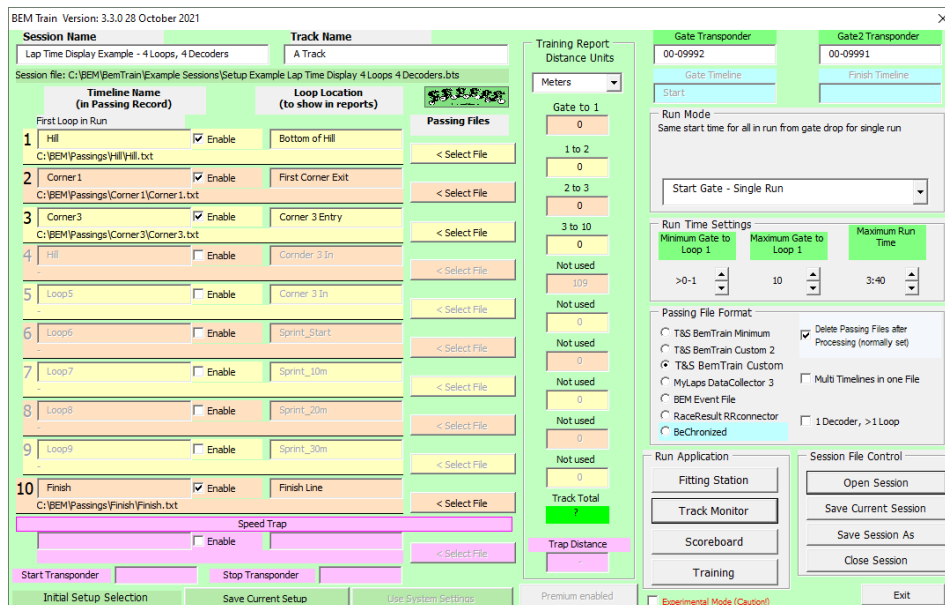 BEM Train Version: 3.3.0 28 October 2021
Session Name
Track Name
Lap Time Display Example - 4 Loops, 4 Decoders
A Track
Session file: C:\BEM\BemTrain\Example Sessions\Setup Example Lap Time Display 4 Loops 4 Decoders.bts
Timeline Name
(in Passing Record)
Loop Location
(to show in reports)
First Loop in Run
Passing Files
1 Hill Enable Bottom of Hill
C:\BEM\Passings\Hill\Hill.txt
< Select File
2 Corner1 Enable First Corner Exit
C:\BEM\Passings\Corner1\Corner1.txt
< Select File
3 Corner3 Enable Corner 3 Entry
C:\BEM\Passings\Corner3\Corner3.txt
< Select File
4 Hill Enable Cornder 3 In
-
< Select File
5 Loop5 Enable Corner 3 In
-
< Select File
6 Loop6 Enable Sprint_Start
-
< Select File
7 Loop7 Enable Sprint_10m
-
< Select File
8 Loop8 Enable Sprint_20m
-
< Select File
9 Loop9 Enable Sprint_30m
-
< Select File
10 Finish Enable Finish Line
C:\BEM\Passings\Finish\Finish.txt
< Select File
Speed Trap
Enable
< Select File
Start Transponder
Stop Transponder
Initial Setup Selection
Save Current Setup
Use System Settings
Training Report
Distance Units
Meters
Gate to 1
0
1 to 2
0
2 to 3
0
3 to 10
0
Not used
109
Not used
0
Not used
0
Not used
0
Not used
0
Not used
0
Track Total
?
Trap Distance
-
Premium enabled
Gate Transponder
00-09992
Gate Timeline
Start
Gate2 Transponder
00-09991
Finish Timeline
Run Mode
Same start time for all in run from gate drop for single run
Start Gate - Single Run
Run Time Settings
Minimum Gate to
Loop 1
Maximum Gate to
Loop 1
Maximum Run
Time
>0-1
10
3:40
Passing File Format
T&S BemTrain Minimum
T&S BemTrain Custom 2
T&S BemTrain Custom
MyLaps DataCollector 3
BEM Event File
RaceResult RRconnector
BeChronized
Delete Passing Files after
Processing (normally set)
Multi Timelines in one File
1 Decoder, >1 Loop
Run Application
Fitting Station
Track Monitor
Scoreboard
Training
Session File Control
Open Session
Save Current Session
Save Session As
Close Session
Experimental Mode (Caution!)
Exit